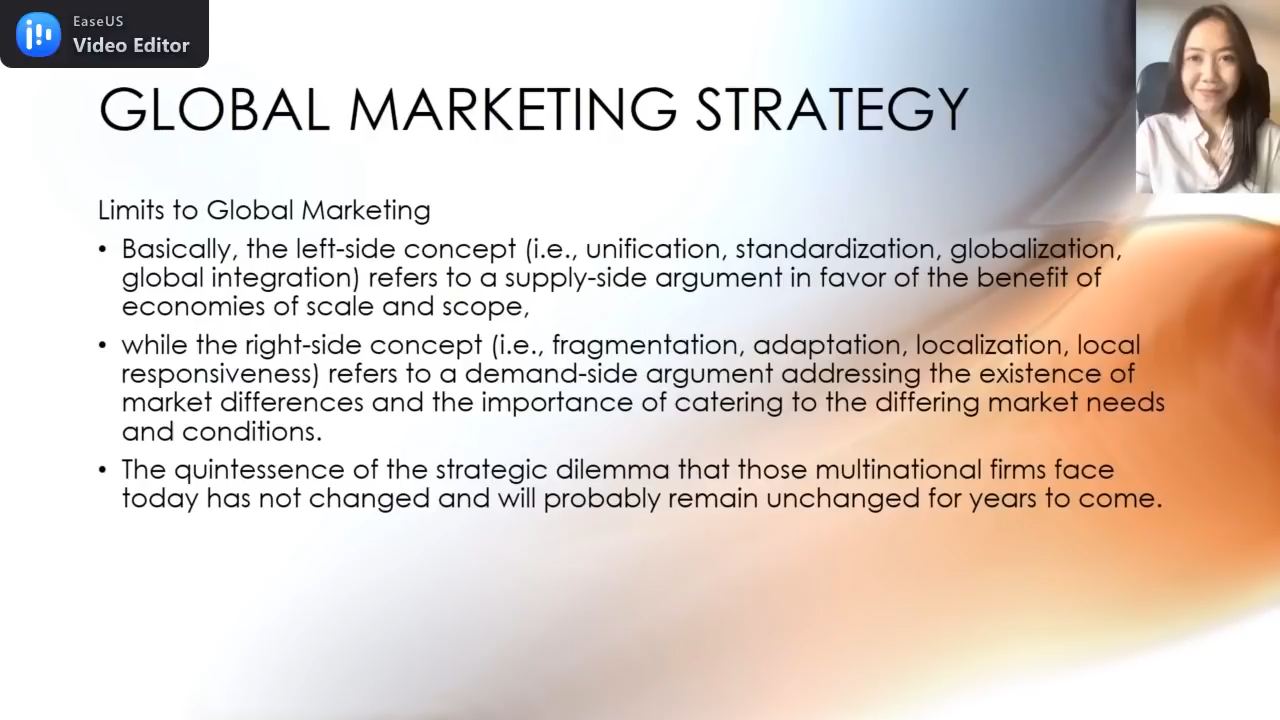 EaseUS
Video Editor
GLOBAL MARKETING STRATEGY
Limits to Global Marketing
• Basically, the left-side concept (i.e., unification, standardization, globalization,
global integration) refers to a supply-side argument in favor of the benefit of
economies of scale and scope,
• while the right-side concept (i.e., fragmentation, adaptation, localization, local
responsiveness) refers to a demand-side argument addressing the existence of
market differences and the importance of catering to the differing market needs
and conditions.
• The quintessence of the strategic dilemma that those multinational firms face
today has not changed and will probably remain unchanged for years to come.